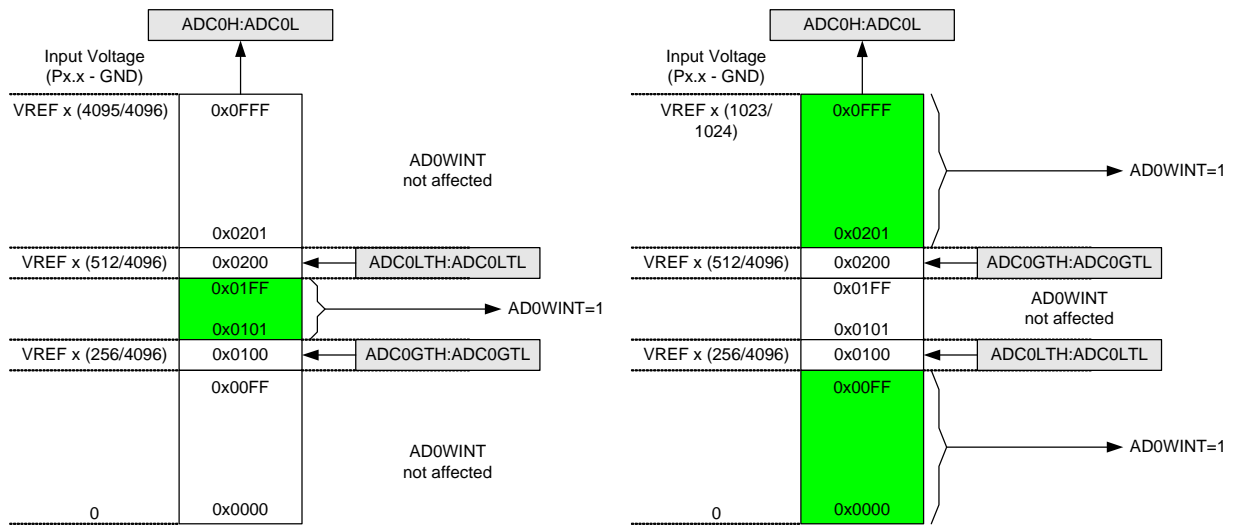 ADC0H:ADC0L
Input Voltage
(Px.x - GND)
VREF x (4095/4096)
0x0FFF
AD0WINT
not affected
0x0201
VREF x (512/4096)
0x0200
ADC0LTH:ADC0LTL
0x01FF
AD0WINT=1
0x0101
VREF x (256/4096)
0x0100
ADC0GTH:ADC0GTL
0x00FF
AD0WINT
not affected
0
0x0000
ADC0H:ADC0L
Input Voltage
(Px.x - GND)
VREF x (1023/
1024)
0x0FFF
AD0WINT=1
0x0201
VREF x (512/4096)
0x0200
ADC0GTH:ADC0GTL
0x01FF
AD0WINT
not affected
0x0101
VREF x (256/4096)
0x0100
ADC0LTH:ADC0LTL
0x00FF
AD0WINT=1
0
0x0000